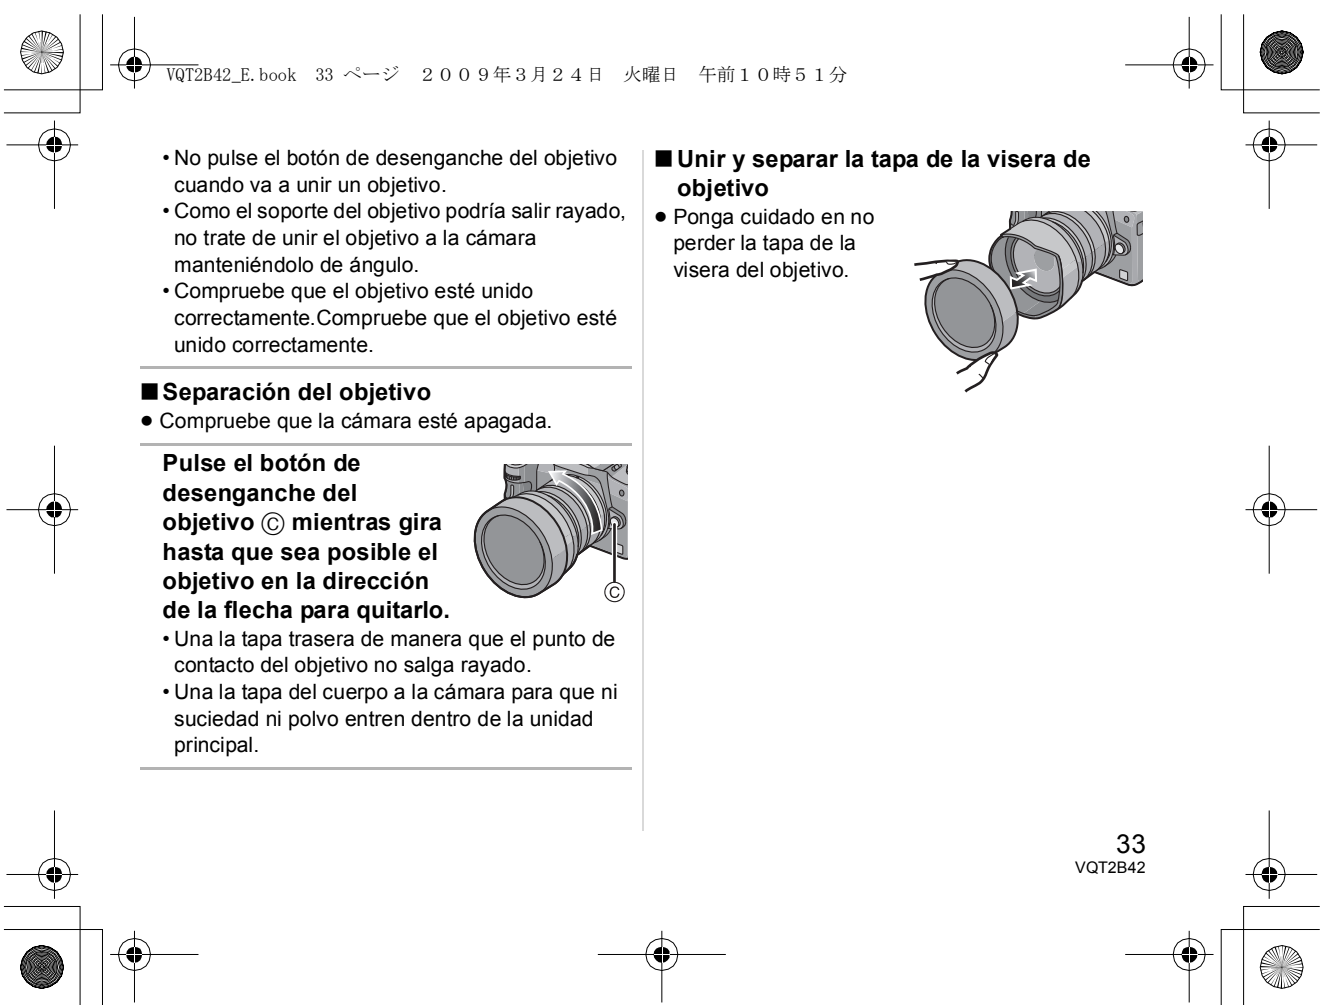 VQT2B42_E.book 33 ページ ２００９年３月２４日 火曜日 午前１０時５１分
• No pulse el botón de desenganche del objetivo
cuando va a unir un objetivo.
• Como el soporte del objetivo podría salir rayado,
no trate de unir el objetivo a la cámara
manteniéndolo de ángulo.
• Compruebe que el objetivo esté unido
correctamente.Compruebe que el objetivo esté
unido correctamente.
■ Separación del objetivo
● Compruebe que la cámara esté apagada.
Pulse el botón de
desenganche del
objetivo Ⓒ mientras gira
hasta que sea posible el
objetivo en la dirección
de la flecha para quitarlo.
Ⓒ
• Una la tapa trasera de manera que el punto de
contacto del objetivo no salga rayado.
• Una la tapa del cuerpo a la cámara para que ni
suciedad ni polvo entren dentro de la unidad
principal.
■ Unir y separar la tapa de la visera de
objetivo
● Ponga cuidado en no
perder la tapa de la
visera del objetivo.
33
VQT2B42